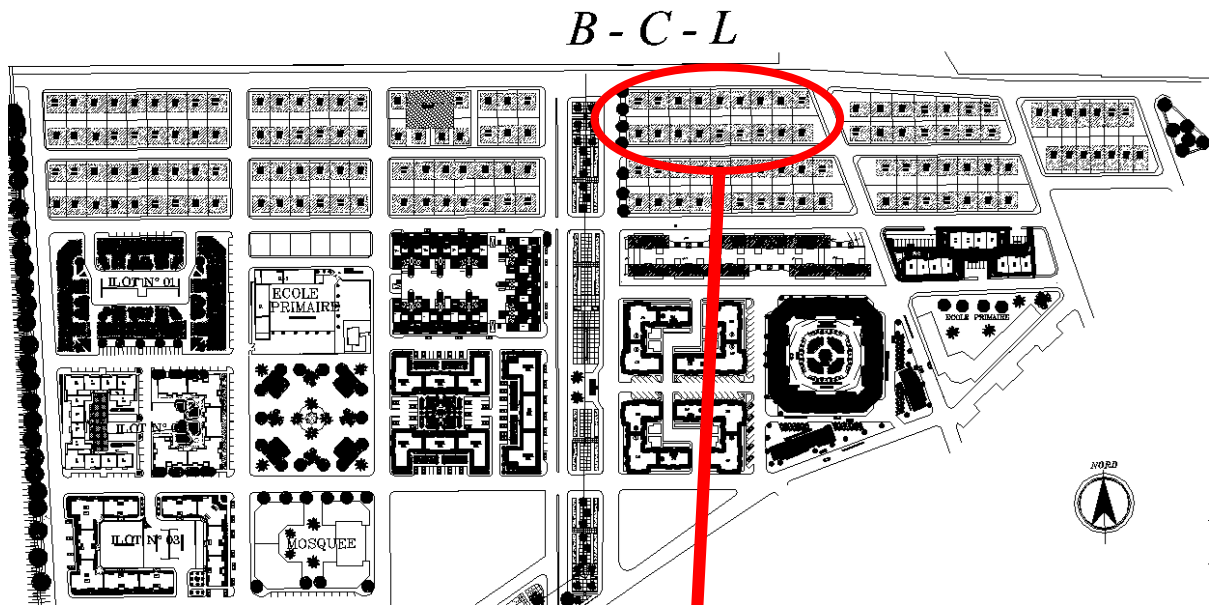 B - C - L
ILOT N° 01
ECOLE
PRIMAIRE
ECOLE PRIMAIRE
ILOT N°
NORD
ILOT N° 03
MOSQUEE